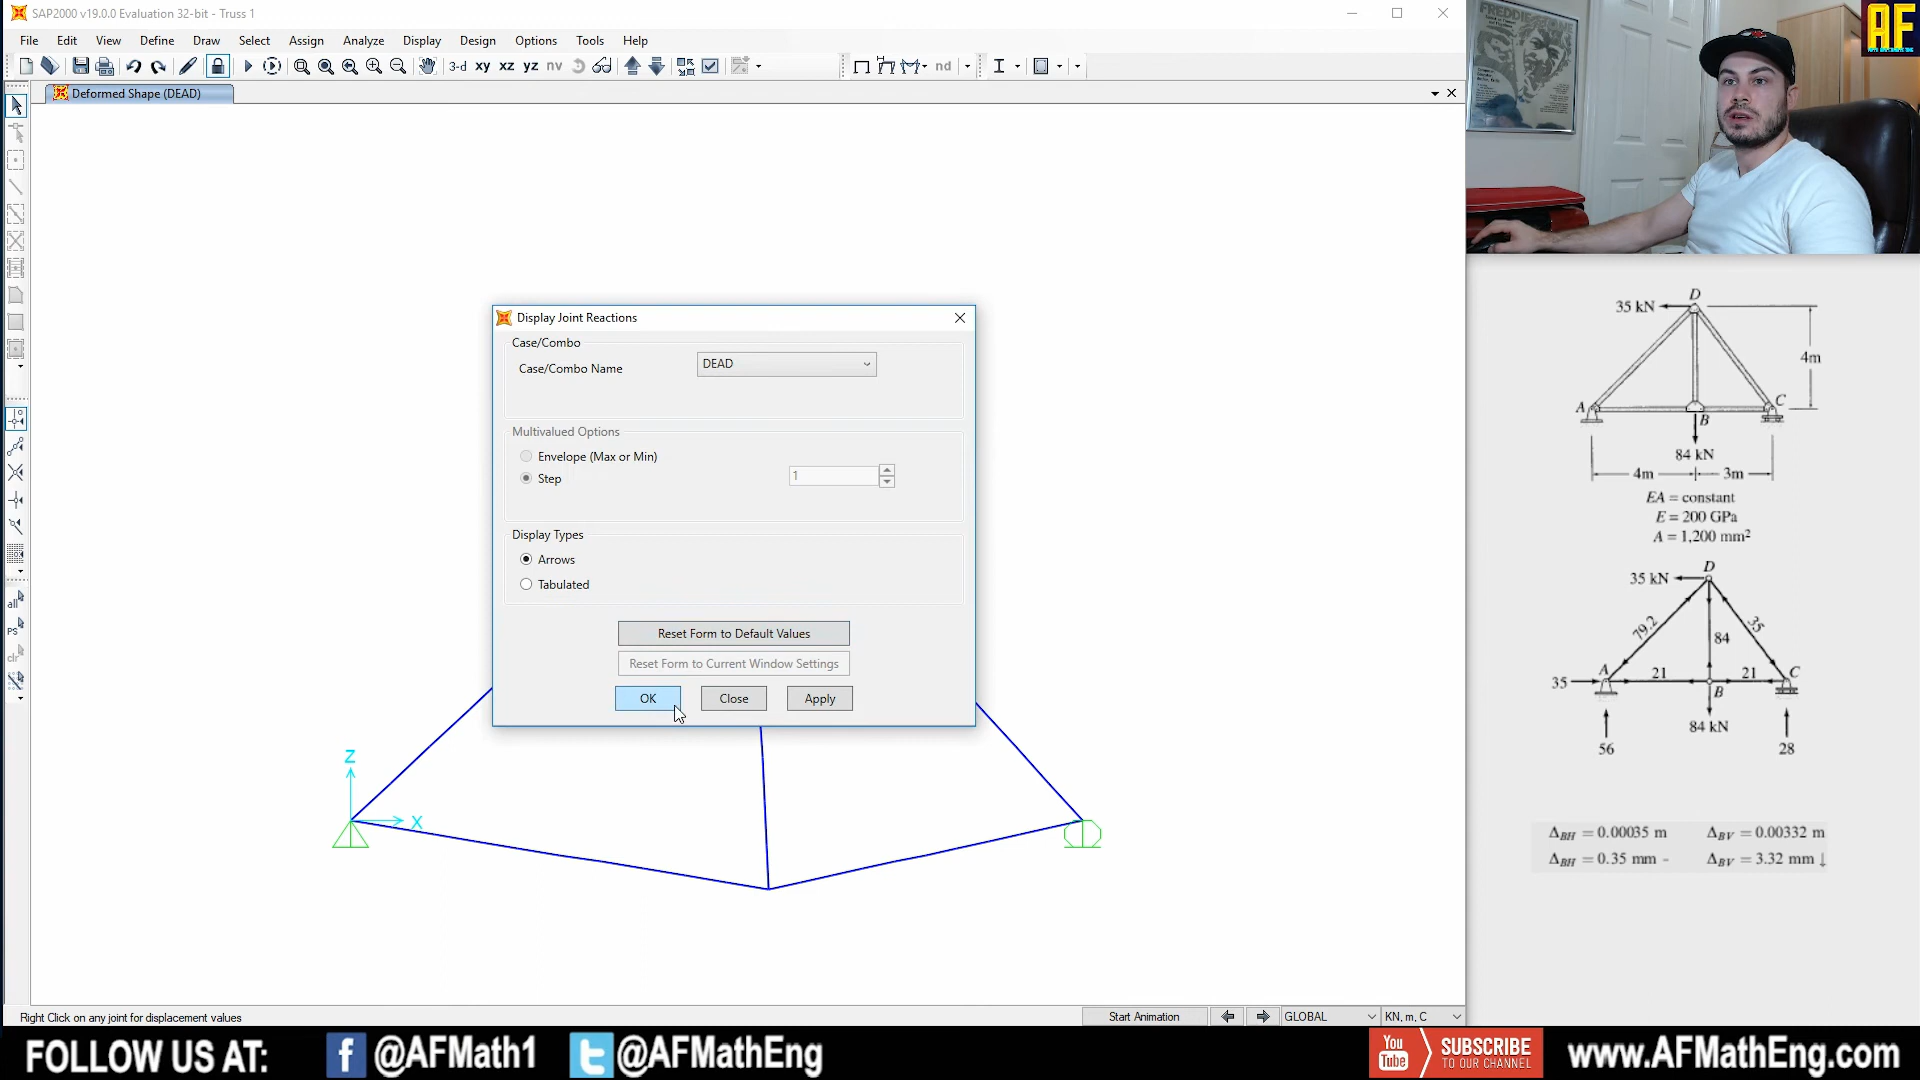 SAP2000 v19.0.0 Evaluation 32-bit - Truss 1
File Edit View Define Draw Select Assign Analyze Display Design Options Tools Help
3-d xy xz yz nv
nd
Deformed Shape (DEAD)
Display Joint Reactions
Case/Combo
Case/Combo Name
DEAD
Multivalued Options
Envelope (Max or Min)
Step
1
Display Types
Arrows
Tabulated
Reset Form to Default Values
Reset Form to Current Window Settings
OK
Close
Apply
all
PS
clr
Z
X
Right Click on any joint for displacement values
Start Animation
GLOBAL
KN, m, C
AF
D
35 kN
4m
A
C
B
84 kN
4m
3m
EA = constant
E = 200 GPa
A = 1,200 mm²
D
35 kN
79.2
35
84
A
C
35
21
21
B
84 kN
56
28
Δ_BH = 0.00035 m
Δ_BV = 0.00332 m
Δ_BH = 0.35 mm -
Δ_BV = 3.32 mm ↓
FOLLOW US AT:
f
@AFMath1
@AFMathEng
You Tube
SUBSCRIBE
TO OUR CHANNEL
www.AFMathEng.com